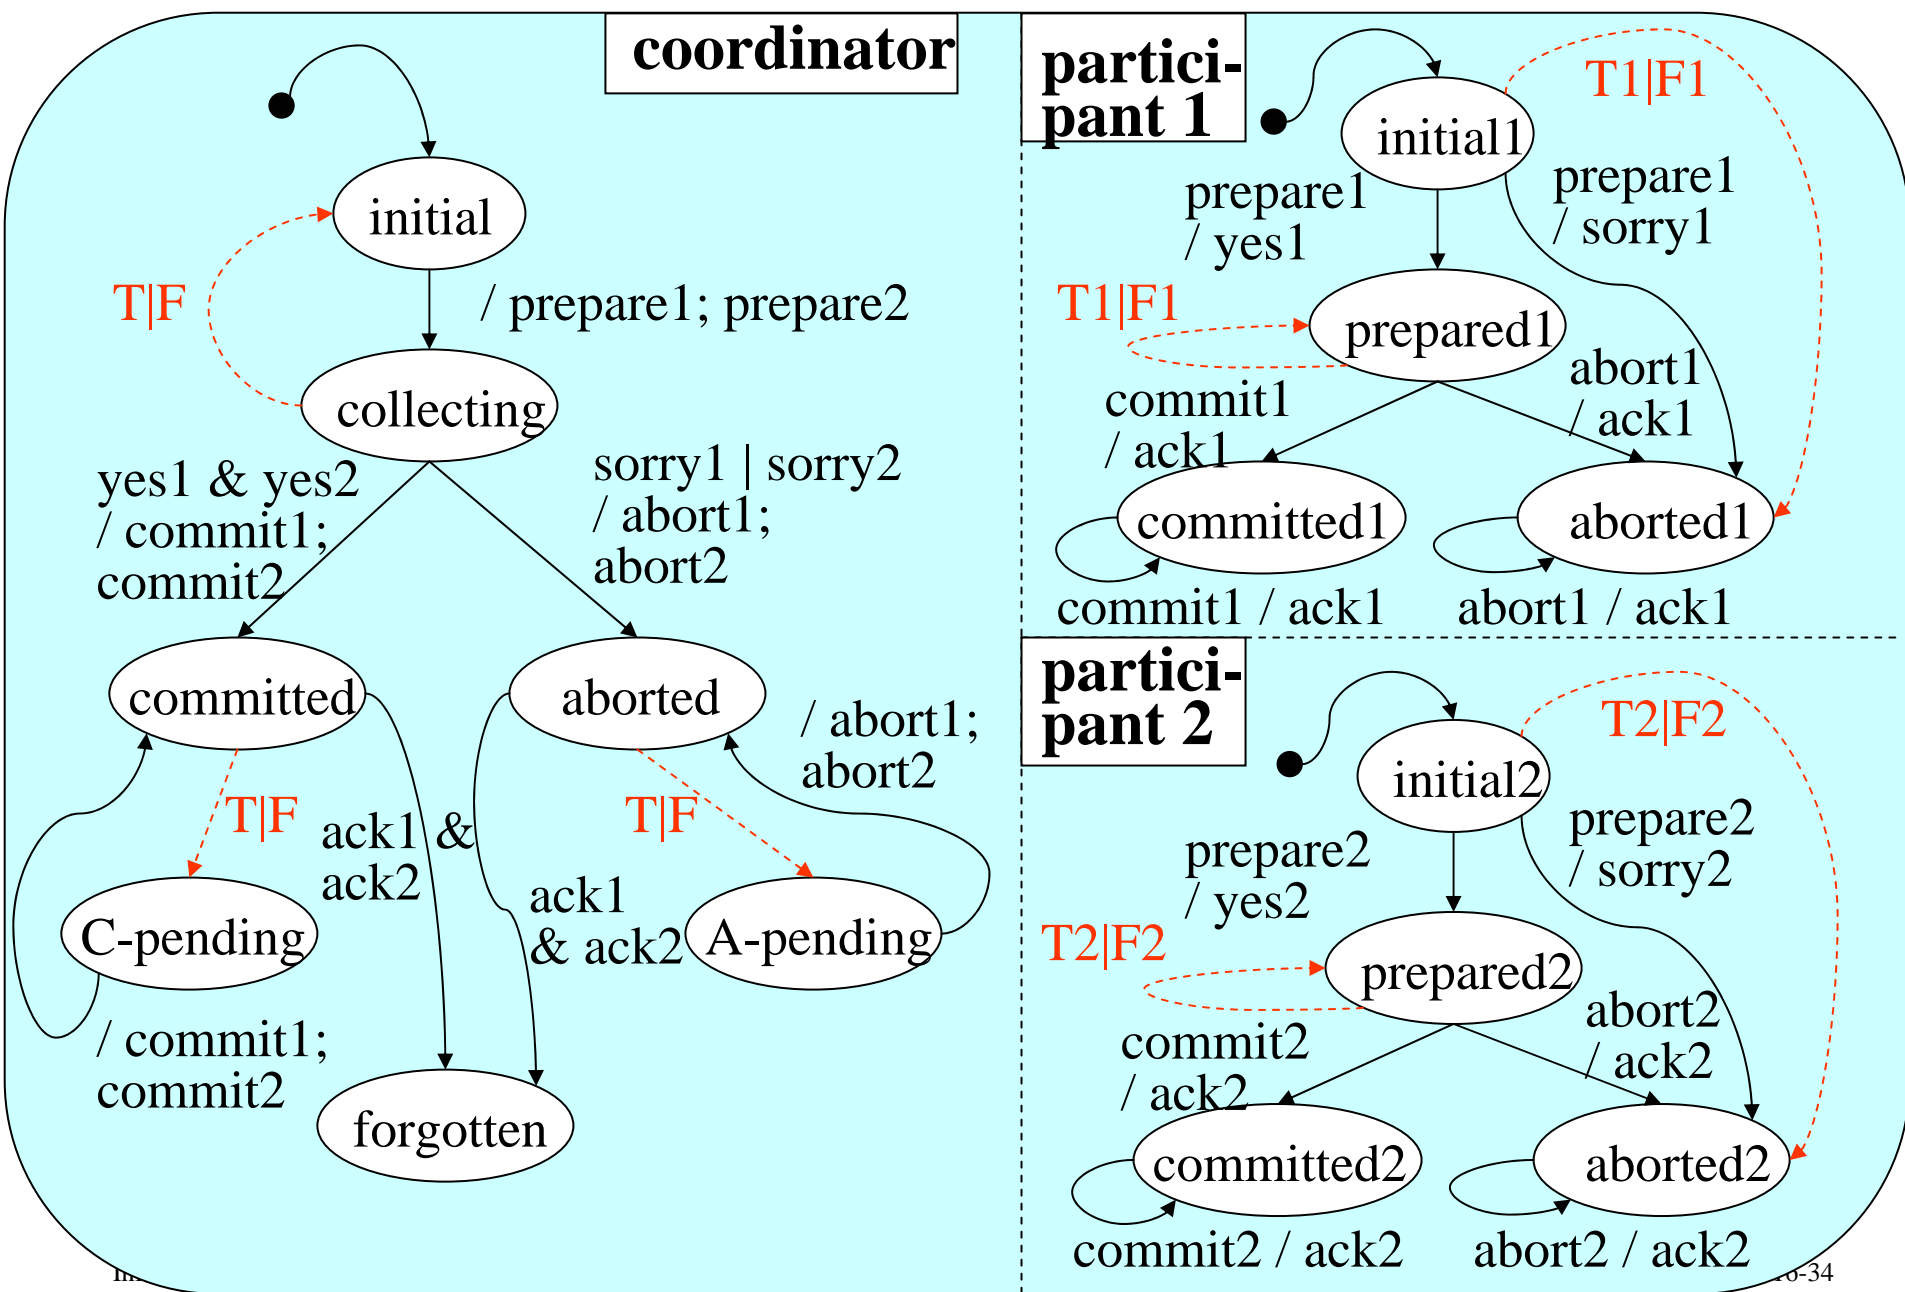 coordinator
initial
T|F
/ prepare1; prepare2
collecting
yes1 & yes2
/ commit1;
commit2
sorry1 | sorry2
/ abort1;
abort2
committed
aborted
/ abort1;
abort2
T|F
T|F
ack1 &
ack2
ack1
& ack2
C-pending
A-pending
/ commit1;
commit2
forgotten
partici-
pant 1
T1|F1
initial1
prepare1
/ yes1
prepare1
/ sorry1
T1|F1
prepared1
commit1
/ ack1
abort1
/ ack1
committed1
aborted1
commit1 / ack1
abort1 / ack1
partici-
pant 2
T2|F2
initial2
prepare2
/ yes2
prepare2
/ sorry2
T2|F2
prepared2
commit2
/ ack2
abort2
/ ack2
committed2
aborted2
commit2 / ack2
abort2 / ack2